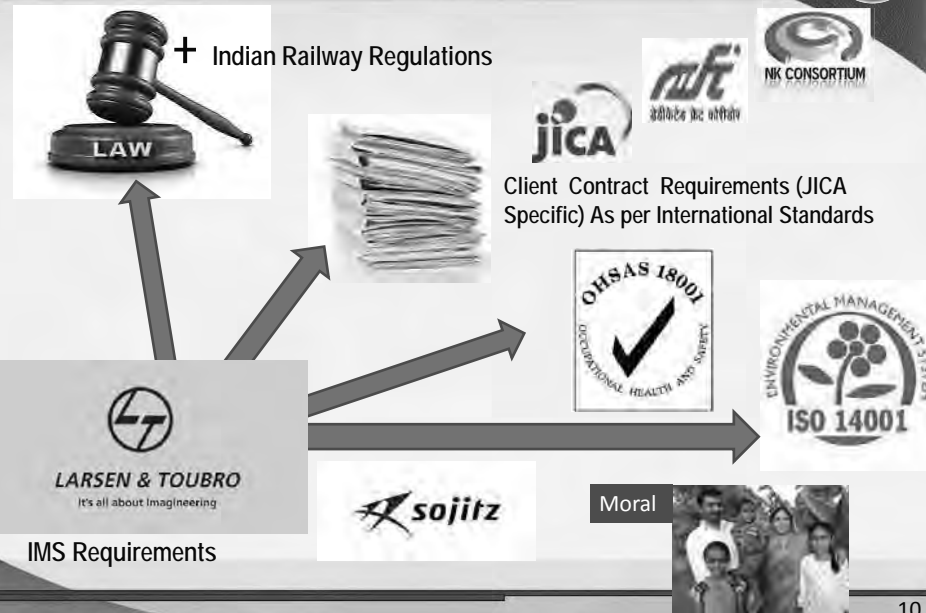 + Indian Railway Regulations
LAW
jica
डेडीकेटेड फ्रेट कोरीडोर
NK CONSORTIUM
Client Contract Requirements (JICA
Specific) As per International Standards
OHSAS 18001
OCCUPATIONAL HEALTH AND SAFETY
ENVIRONMENTAL MANAGEMENT SYSTEM
ISO 14001
LT
LARSEN & TOUBRO
It's all about Imagineering
IMS Requirements
sojitz
Moral
10